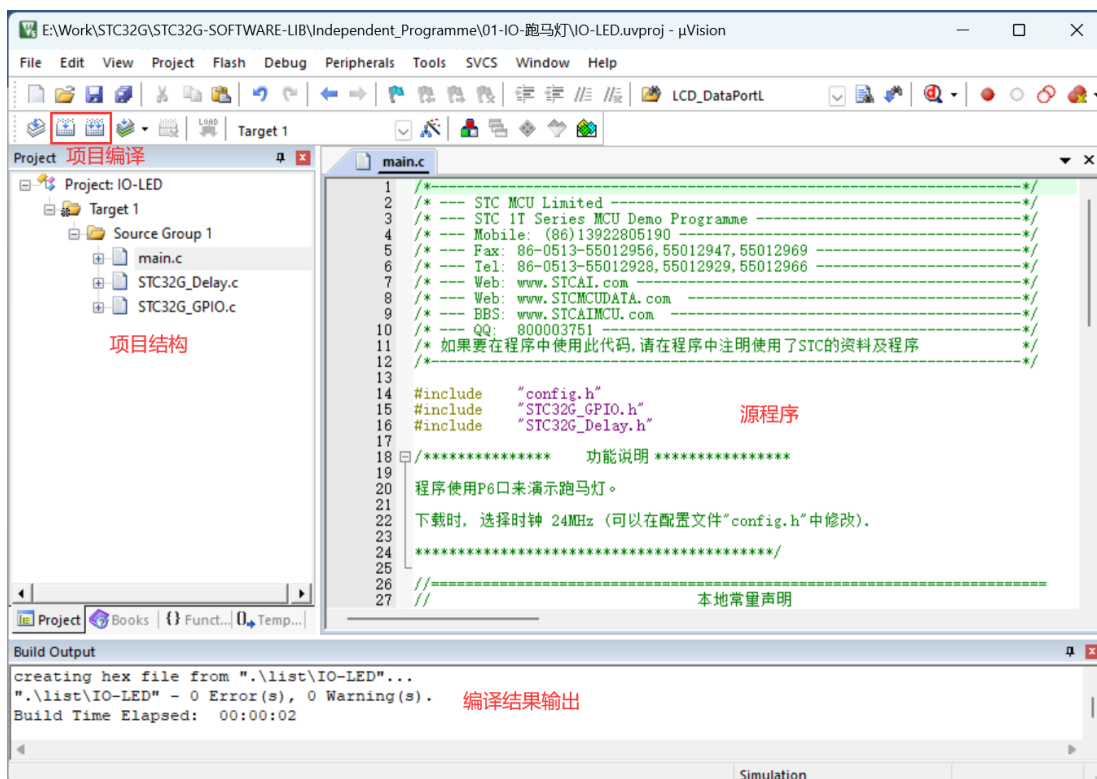 E:\Work\STC32G\STC32G-SOFTWARE-LIB\Independent_Programme\01-IO-跑马灯\IO-LED.uvproj - µVision
File Edit View Project Flash Debug Peripherals Tools SVCS Window Help
LCD_DataPortL
LOAD Target 1
Project 项目编译
main.c
Project: IO-LED
Target 1
Source Group 1
main.c
STC32G_Delay.c
STC32G_GPIO.c
项目结构
1 /*---------------------------------------------------------------------*/
2 /* --- STC MCU Limited ------------------------------------------------*/
3 /* --- STC 1T Series MCU Demo Programme -------------------------------*/
4 /* --- Mobile: (86)13922805190 ----------------------------------------*/
5 /* --- Fax: 86-0513-55012956,55012947,55012969 ------------------------*/
6 /* --- Tel: 86-0513-55012928,55012929,55012966 ------------------------*/
7 /* --- Web: www.STCAI.com ---------------------------------------------*/
8 /* --- Web: www.STCMCUDATA.com  ---------------------------------------*/
9 /* --- BBS: www.STCAIMCU.com  -----------------------------------------*/
10 /* --- QQ:  800003751 -------------------------------------------------*/
11 /* 如果要在程序中使用此代码,请在程序中注明使用了STC的资料及程序 */
12 /*---------------------------------------------------------------------*/
13
14 #include "config.h"
15 #include "STC32G_GPIO.h"
16 #include "STC32G_Delay.h"
源程序
17
18 /*************** 功能说明 ****************
19
20 程序使用P6口来演示跑马灯。
21
22 下载时, 选择时钟 24MHz (可以在配置文件"config.h"中修改).
23
24 ******************************************/
25
26 //========================================================================
27 // 本地常量声明
Project Books {} Funct... Temp...
Build Output
creating hex file from ".\list\IO-LED"...
".\list\IO-LED" - 0 Error(s), 0 Warning(s).
Build Time Elapsed:  00:00:02
编译结果输出
Simulation